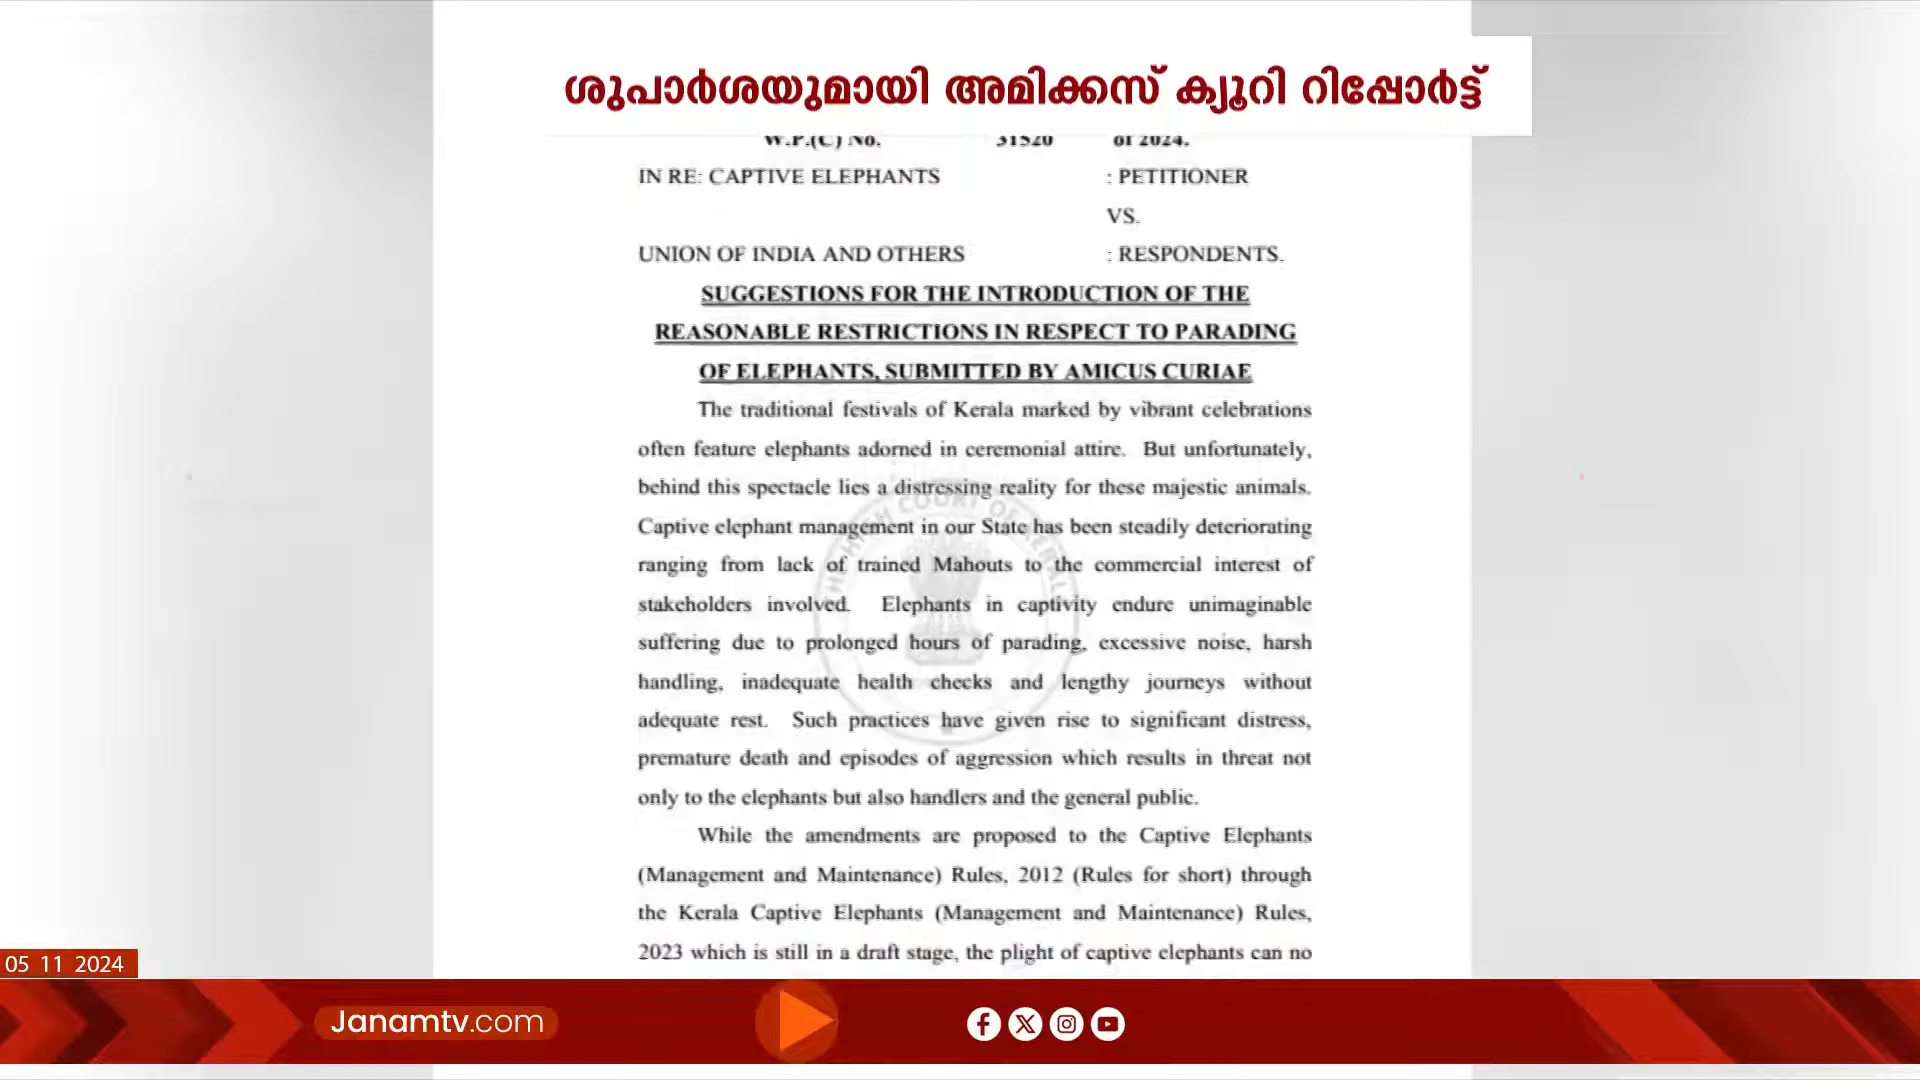 ശുപാർശയുമായി അമിക്കസ് ക്യൂറി റിപ്പോർട്ട്
W.P.(C) No. 31520 of 2024.
IN RE: CAPTIVE ELEPHANTS : PETITIONER
VS.
UNION OF INDIA AND OTHERS : RESPONDENTS.
SUGGESTIONS FOR THE INTRODUCTION OF THE
REASONABLE RESTRICTIONS IN RESPECT TO PARADING
OF ELEPHANTS, SUBMITTED BY AMICUS CURIAE
The traditional festivals of Kerala marked by vibrant celebrations
often feature elephants adorned in ceremonial attire. But unfortunately,
behind this spectacle lies a distressing reality for these majestic animals.
Captive elephant management in our State has been steadily deteriorating
ranging from lack of trained Mahouts to the commercial interest of
stakeholders involved. Elephants in captivity endure unimaginable
suffering due to prolonged hours of parading, excessive noise, harsh
handling, inadequate health checks and lengthy journeys without
adequate rest. Such practices have given rise to significant distress,
premature death and episodes of aggression which results in threat not
only to the elephants but also handlers and the general public.
While the amendments are proposed to the Captive Elephants
(Management and Maintenance) Rules, 2012 (Rules for short) through
the Kerala Captive Elephants (Management and Maintenance) Rules,
2023 which is still in a draft stage, the plight of captive elephants can no
THE HIGH COURT OF KERALA
05 11 2024
Janamtv.com